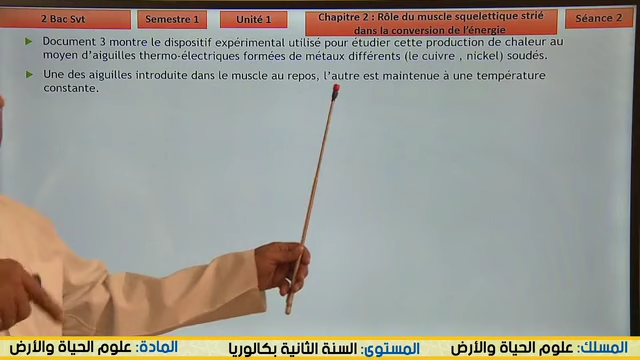 2 Bac Svt
Semestre 1
Unité 1
Chapitre 2 : Rôle du muscle squelettique strié
dans la conversion de l'énergie
Séance 2
Document 3 montre le dispositif expérimental utilisé pour étudier cette production de chaleur au
moyen d'aiguilles thermo-électriques formées de métaux différents (le cuivre , nickel) soudés.
Une des aiguilles introduite dans le muscle au repos, l'autre est maintenue à une température
constante.
المسلك: علوم الحياة والأرض
المستوى: السنة الثانية بكالوريا
المادة: علوم الحياة والأرض